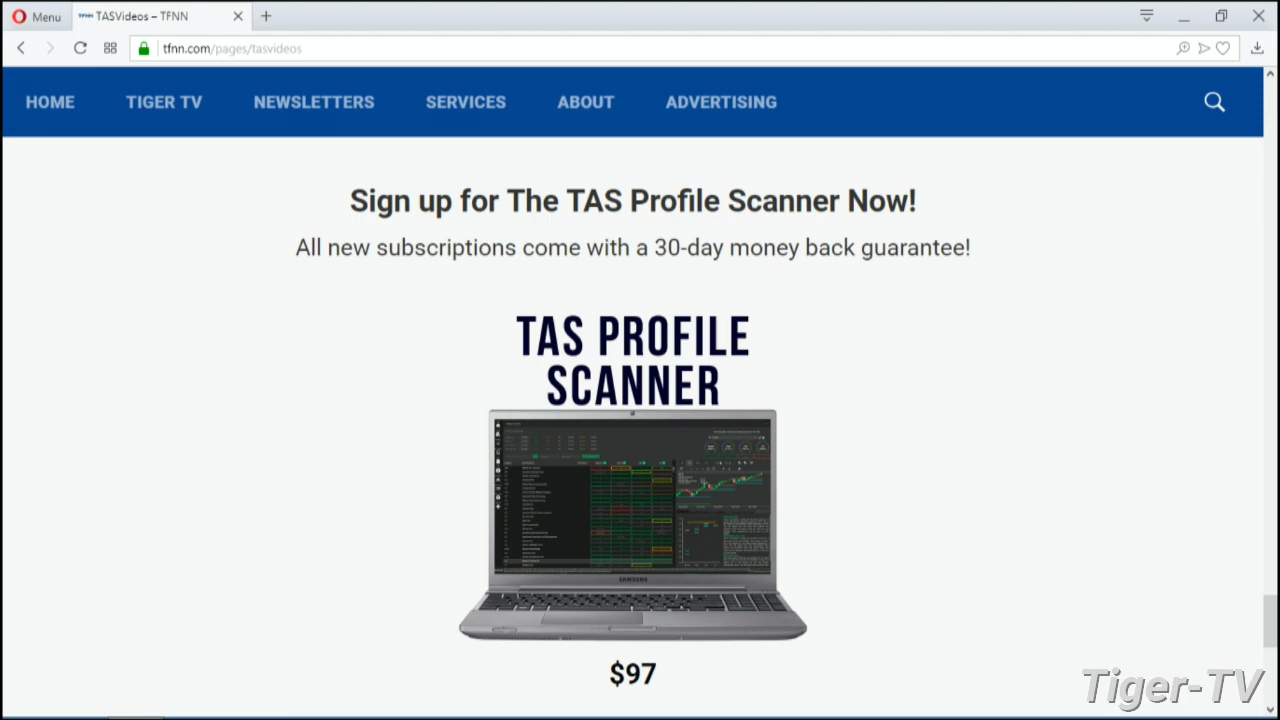 Menu
TFNN TASVideos – TFNN
tfnn.com/pages/tasvideos
HOME TIGER TV NEWSLETTERS SERVICES ABOUT ADVERTISING
Sign up for The TAS Profile Scanner Now!
All new subscriptions come with a 30-day money back guarantee!
TAS PROFILE
SCANNER
SAMSUNG
$97
Tiger-TV